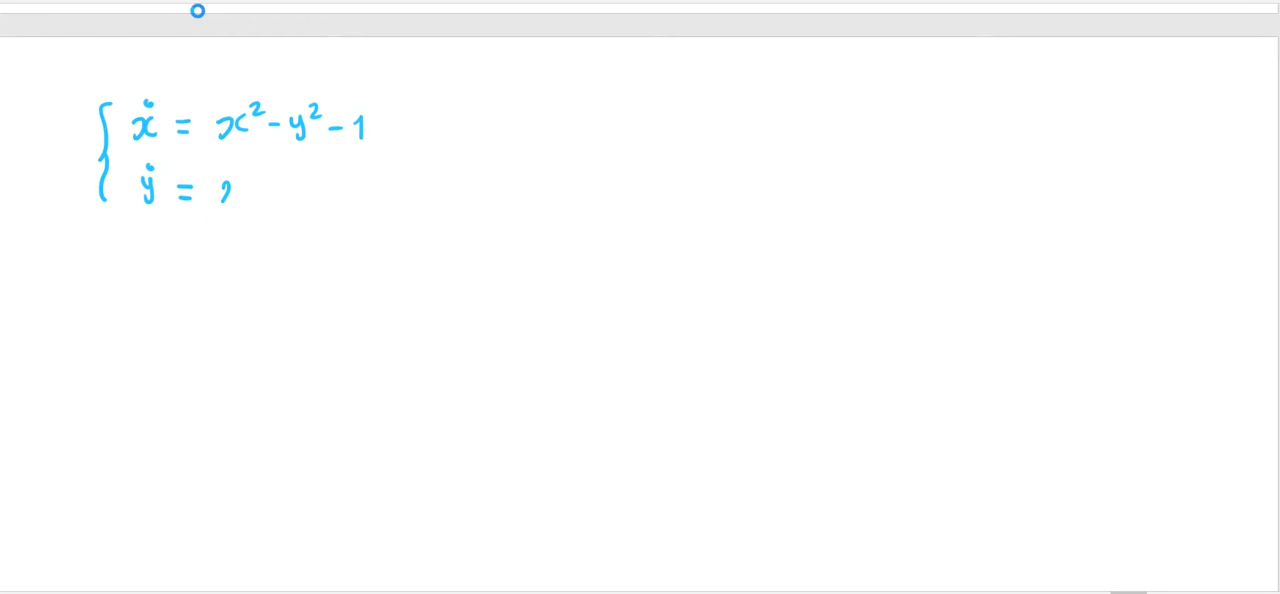 ẋ = x² - y² - 1
ẏ =